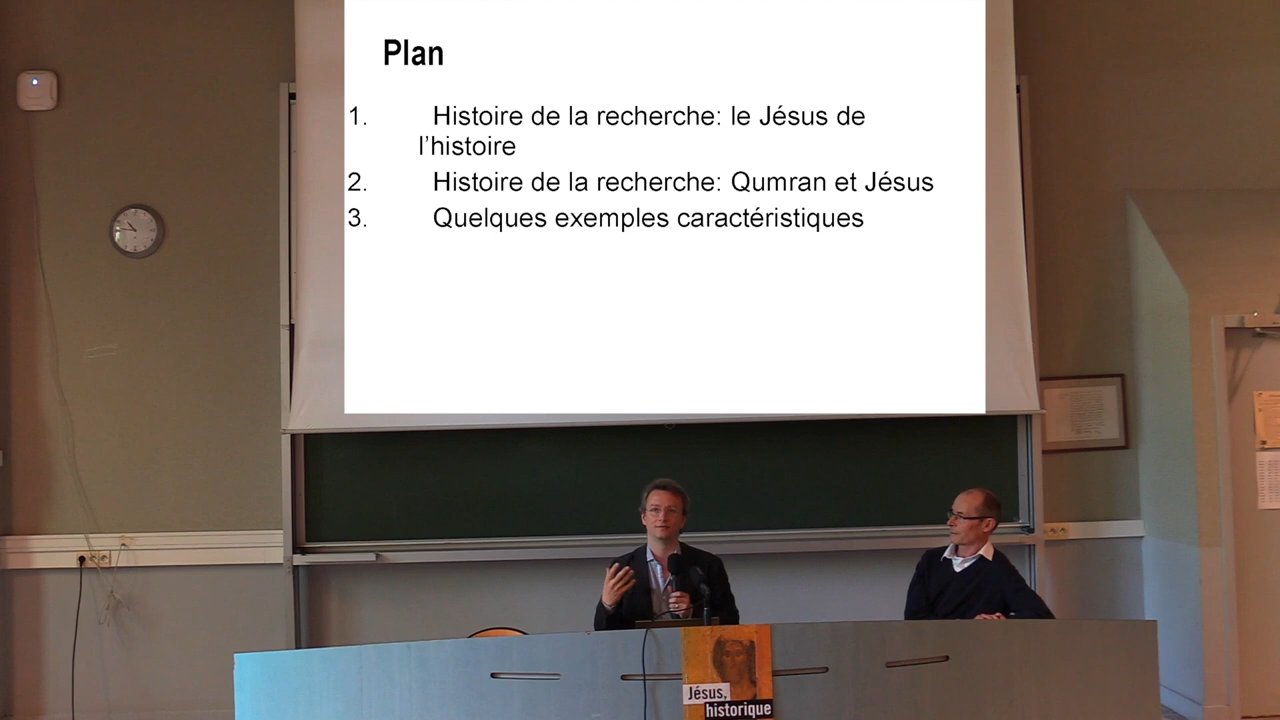 Plan
1. Histoire de la recherche: le Jésus de
l'histoire
2. Histoire de la recherche: Qumran et Jésus
3. Quelques exemples caractéristiques
Jésus,
historique